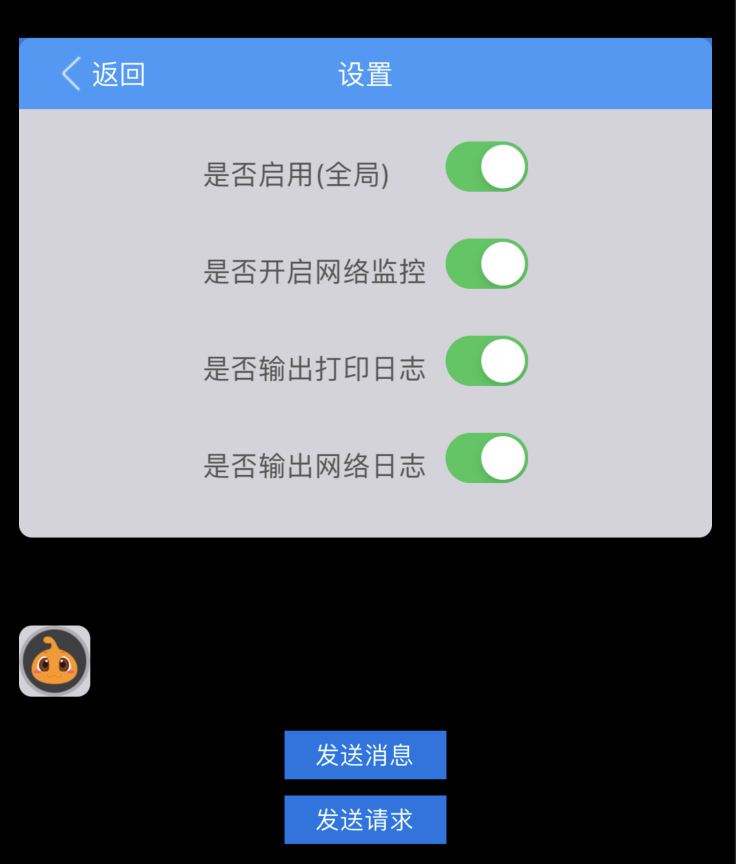 返回
设置
是否启用(全局)
是否开启网络监控
是否输出打印日志
是否输出网络日志
发送消息
发送请求